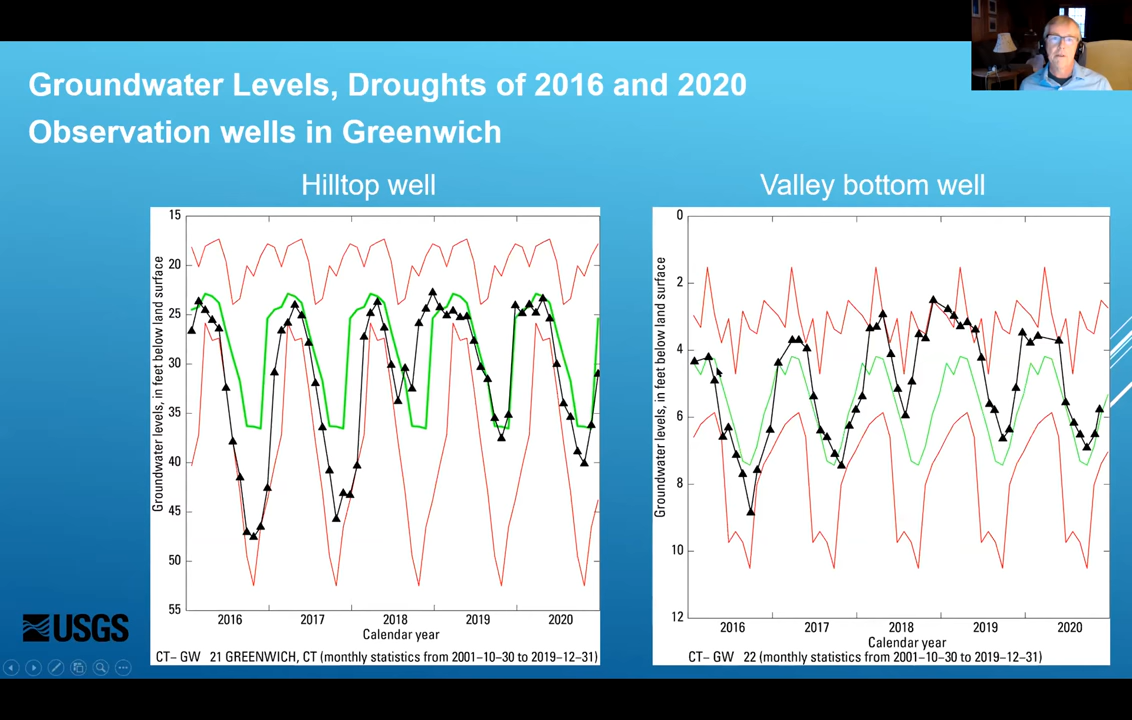 Groundwater Levels, Droughts of 2016 and 2020
Observation wells in Greenwich
Hilltop well
Groundwater levels, in feet below land surface
15
20
25
30
35
40
45
50
55
2016 2017 2018 2019 2020
Calendar year
CT– GW 21 GREENWICH, CT (monthly statistics from 2001–10–30 to 2019–12–31)
Valley bottom well
Groundwater levels, in feet below land surface
0
2
4
6
8
10
12
2016 2017 2018 2019 2020
Calendar year
CT– GW 22 (monthly statistics from 2001–10–30 to 2019–12–31)
USGS